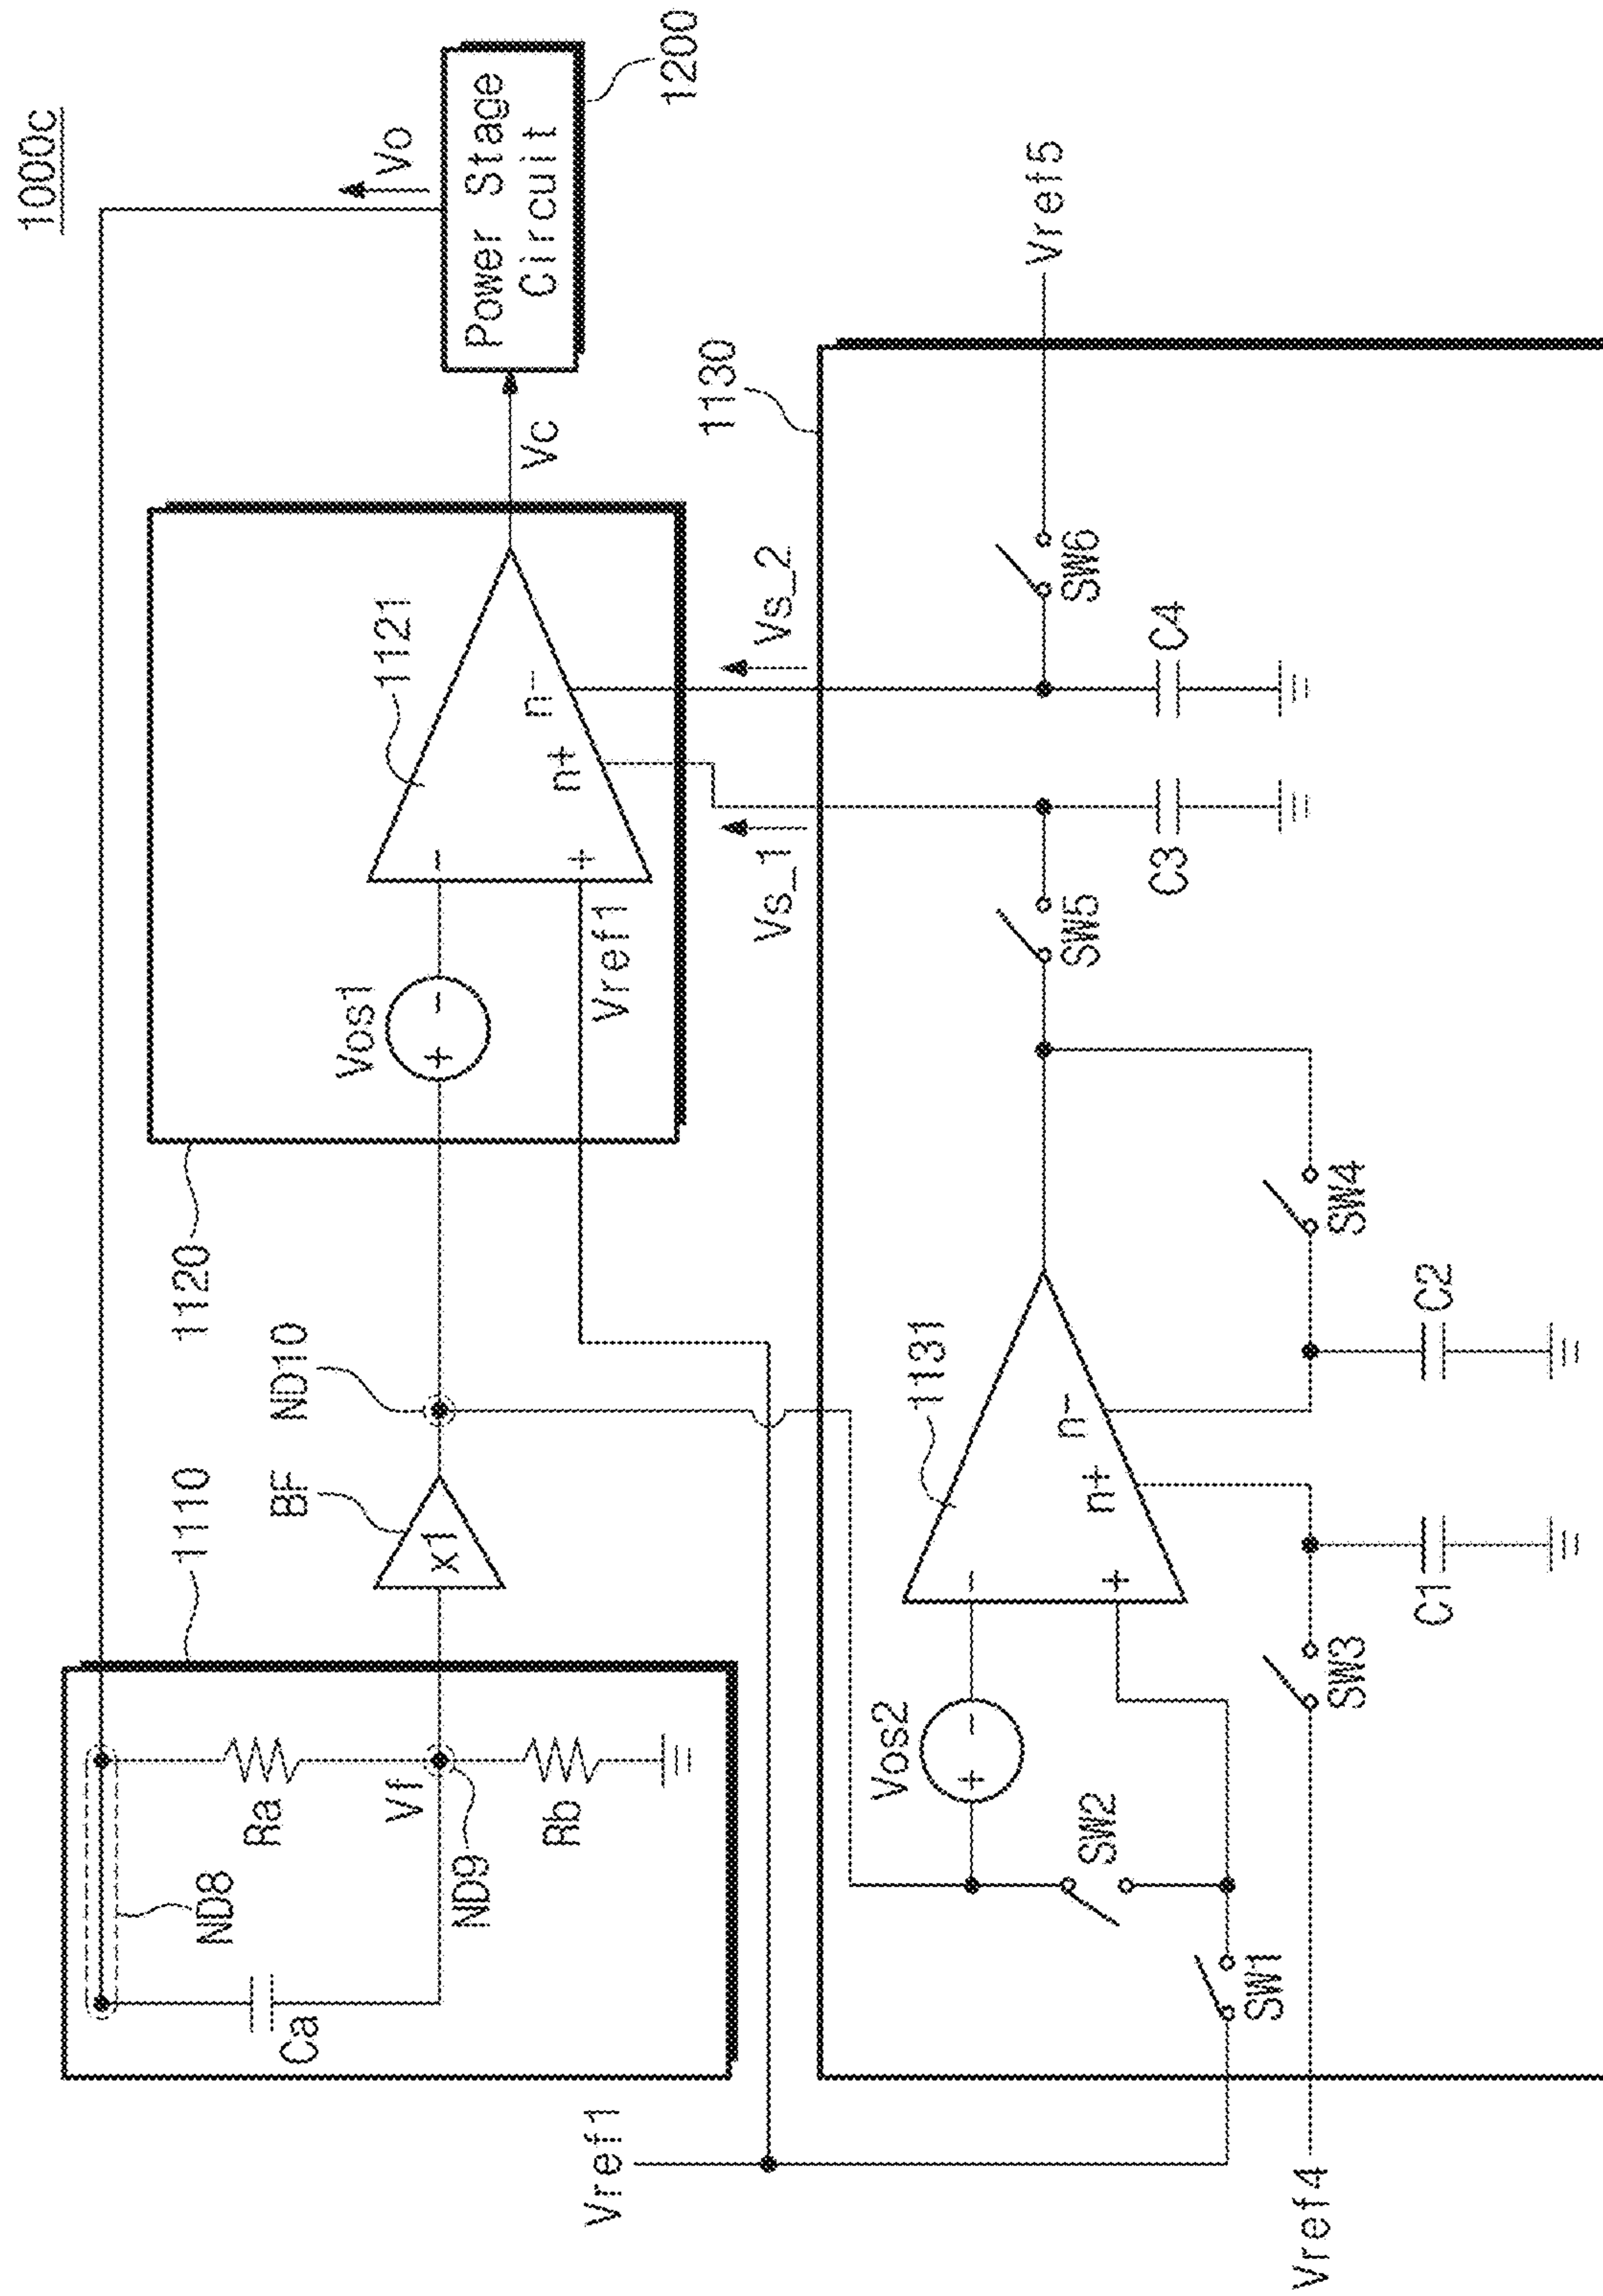 1000c
Vo
Power Stage
Circuit
1200
1110
ND8
Ca
Ra
Vf
ND9
Rb
BF
x1
ND10
1120
Vos1
+
-
-
+
Vref1
1121
n+
n-
Vc
Vs_1
Vs_2
1130
Vref1
Vref4
SW1
SW2
Vos2
+
-
-
+
1131
n+
n-
SW3
C1
C2
SW4
SW5
C3
C4
SW6
Vref5